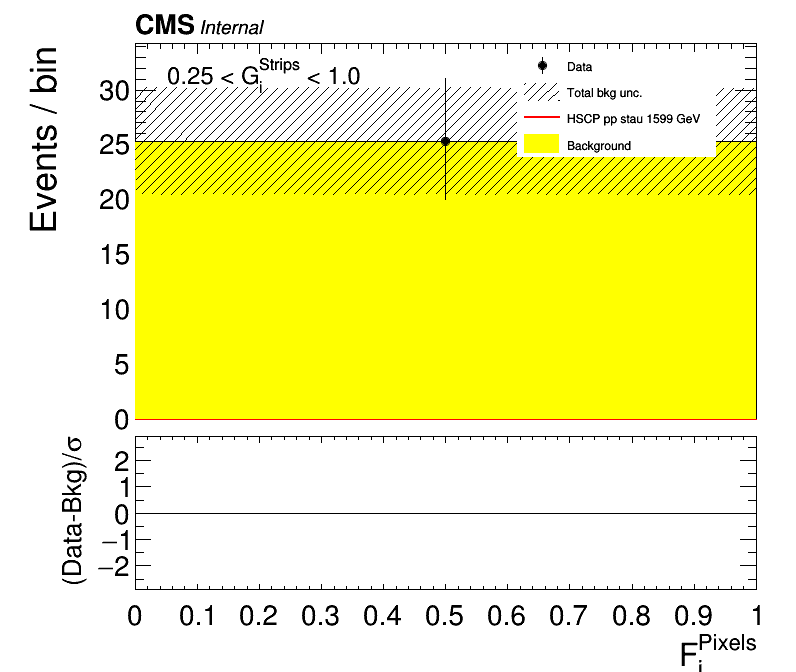 CMS Internal
Events / bin
0.25 < G_i^Strips < 1.0
Data
Total bkg unc.
HSCP pp stau 1599 GeV
Background
30
25
20
15
10
5
0
(Data-Bkg)/σ
2
1
0
−1
−2
0 0.1 0.2 0.3 0.4 0.5 0.6 0.7 0.8 0.9 1
F_i^Pixels